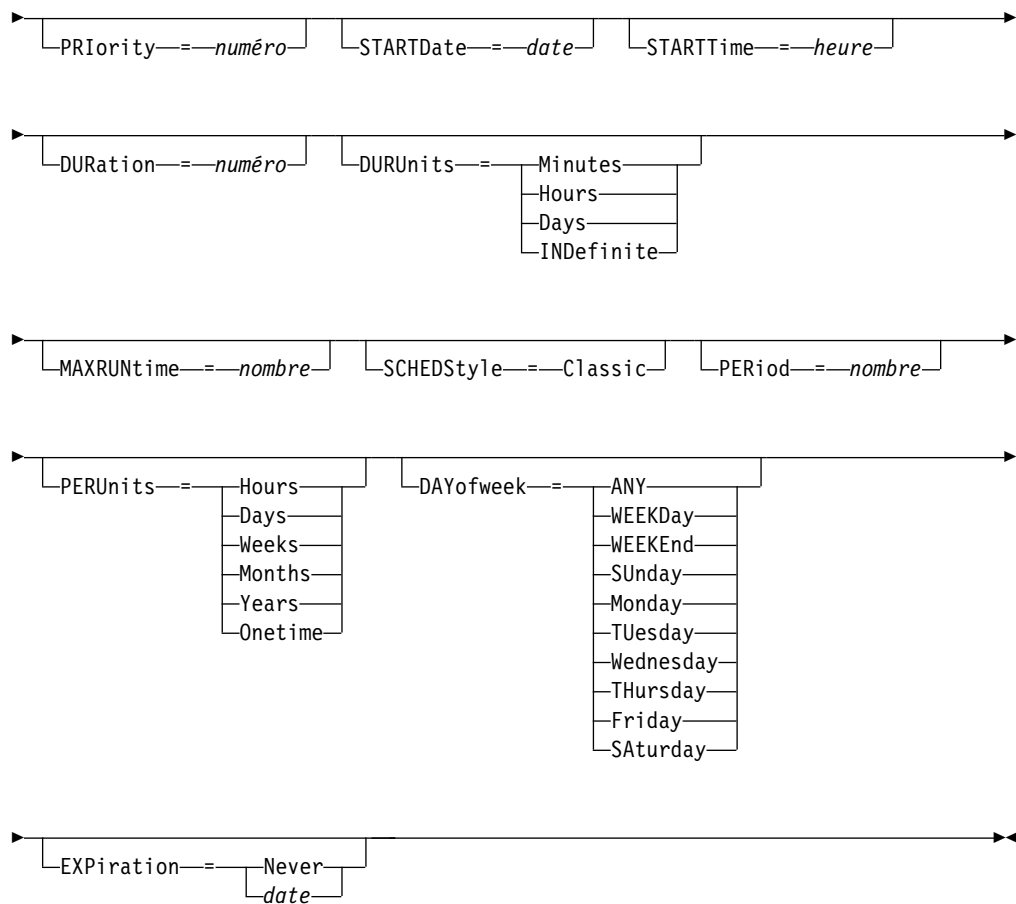 PRIority = numéro STARTDate = date STARTTime = heure
DURation = numéro DURUnits = Minutes
Hours
Days
INDefinite
MAXRUNtime = nombre SCHEDStyle = Classic PERiod = nombre
PERUnits = Hours DAYofweek = ANY
Days WEEKDay
Weeks WEEKEnd
Months SUnday
Years Monday
Onetime TUesday
Wednesday
THursday
Friday
SAturday
EXPiration = Never
date